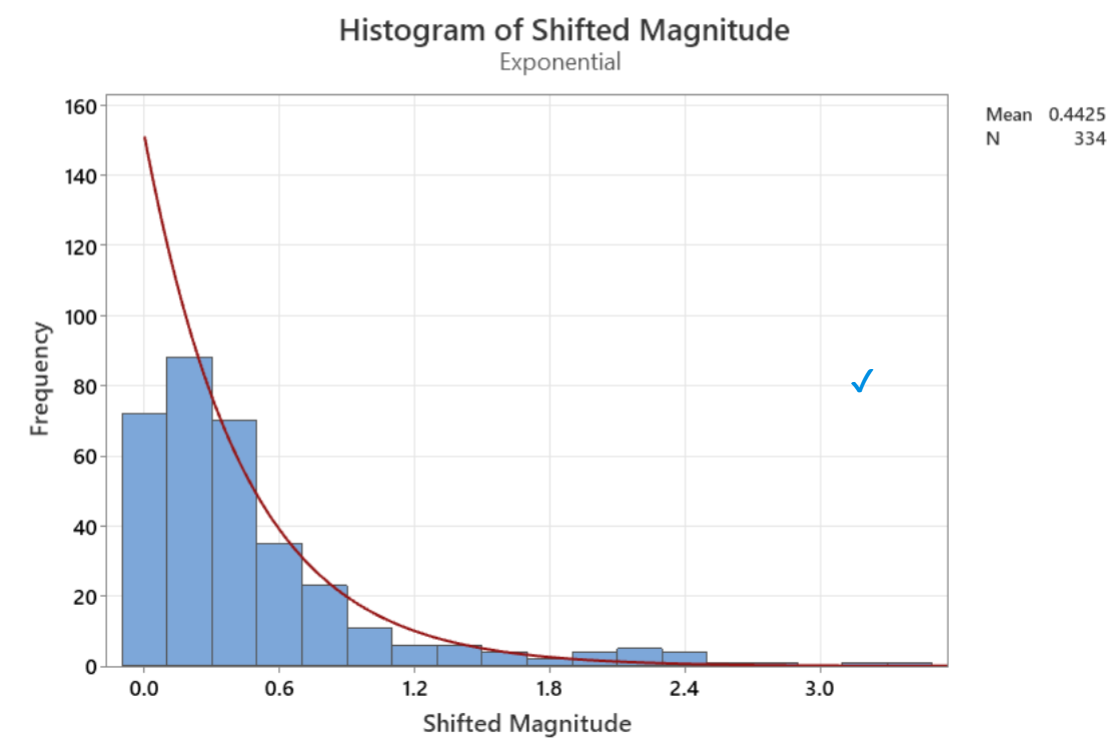 Histogram of Shifted Magnitude
Exponential
Mean 0.4425
N 334
160
140
120
100
80
60
40
20
0
Frequency
0.0 0.6 1.2 1.8 2.4 3.0
Shifted Magnitude